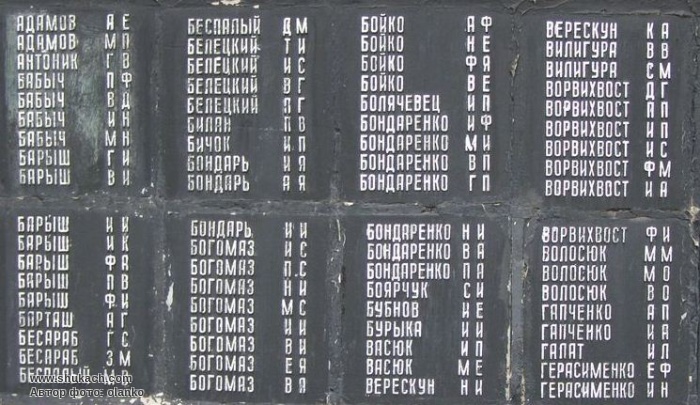 АДАМОВ А Е
АДАМОВ М П
АНТОНИК Г В
БАБЫЧ П Ф
БАБЫЧ В Д
БАБЫЧ И Н
БАБЫЧ М Н
БАРЫШ Г И
БАРЫШ В И
БЕСПАЛЫЙ Д М
БЕЛЕЦКИЙ Т И
БЕЛЕЦКИЙ И С
БЕЛЕЦКИЙ В Г
БЕЛЕЦКИЙ П Г
БИЛАН П В
БИЧОК И П
БОНДАРЬ И Я
БОНДАРЬ А Я
БОЙКО А Ф
БОЙКО Н Е
БОЙКО Ф А
БОЙКО В Е
БОЛЯЧЕВЕЦ И П
БОНДАРЕНКО И Ф
БОНДАРЕНКО М И
БОНДАРЕНКО В П
БОНДАРЕНКО Г П
ВЕРЕСКУН К А
ВИЛИГУРА В В
ВИЛИГУРА С М
ВОРВИХВОСТ Д Г
ВОРВИХВОСТ А П
ВОРВИХВОСТ И П
ВОРВИХВОСТ И С
ВОРВИХВОСТ Ф М
ВОРВИХВОСТ И А
БАРЫШ И И
БАРЫШ И К
БАРЫШ Ф А
БАРЫШ П В
БАРЫШ Ф И
БАРТАШ А Г
БЕСАРАБ Г С
БЕСАРАБ З М
БЕСПАЛЫЙ
БОНДАРЬ И И
БОГОМАЗ И С
БОГОМАЗ П.С
БОГОМАЗ Н И
БОГОМАЗ М С
БОГОМАЗ И И
БОГОМАЗ В И
БОГОМАЗ Е Я
БОГОМАЗ В Я
БОНДАРЕНКО Н И
БОНДАРЕНКО В А
БОНДАРЕНКО П А
БОЯРЧУК С И
БУБНОВ И Е
БУРЫКА И И
ВАСЮК И П
ВАСЮК М Е
ВЕРЕСКУН Н И
ВОРВИХВОСТ Ф И
ВОЛОСЮК М М
ВОЛОСЮК М О
ВОЛОСЮК В О
ГАПЧЕНКО А П
ГАПЧЕНКО И А
ГАЛАТ И Л
ГЕРАСИМЕНКО Е Ф
ГЕРАСИМЕНКО И Н
www.shukach.com
Автор фото: olanko